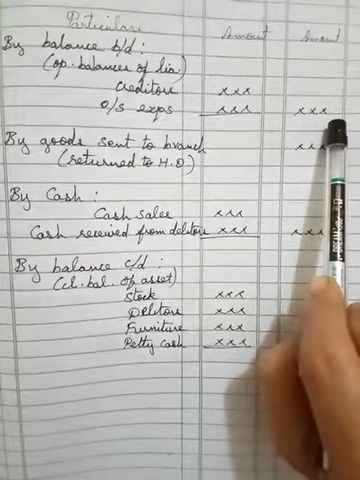 Particulars Amount Amount
By balance b/d :
(op. balances of lia.)
Creditors xxx
O/s exps xxx xxx
By goods sent to branch xxx
(returned to H.O.)
By Cash :
Cash sales xxx
Cash received from debtors xxx xxx
By balance c/d :
(cl. bal. of asset)
Stock xxx
Debtors xxx
Furniture xxx
Petty cash xxx